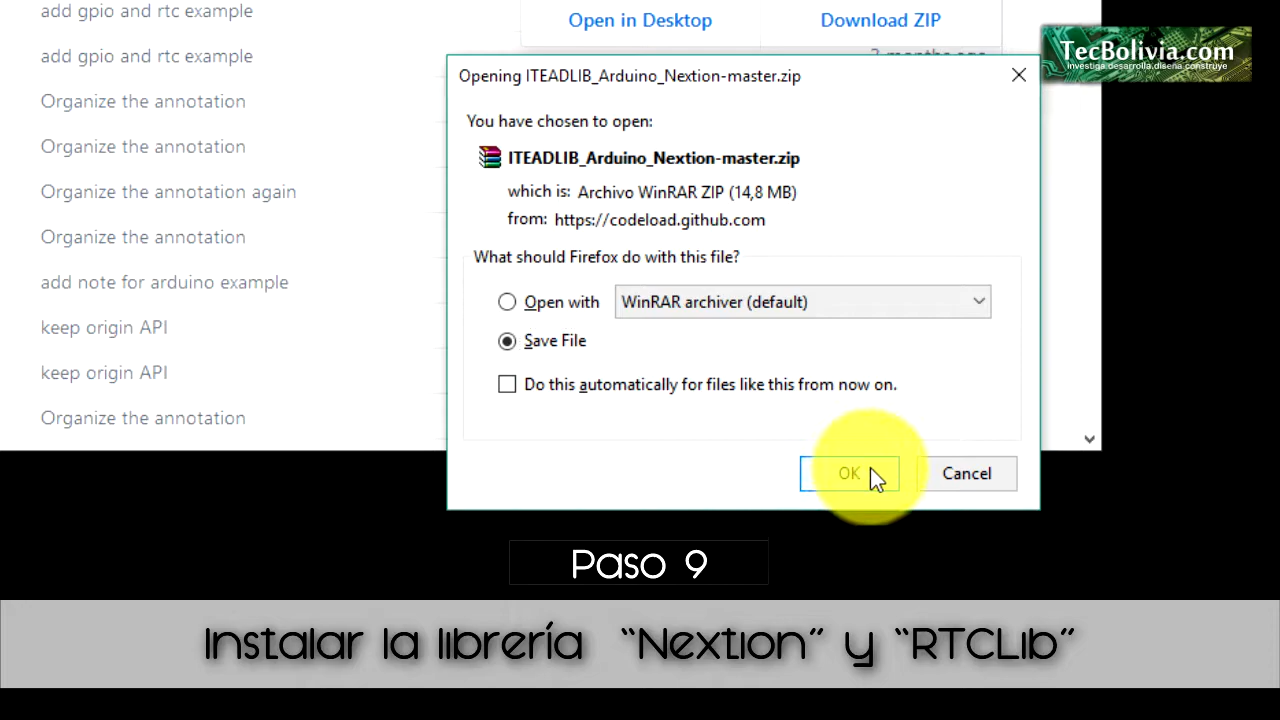 add gpio and rtc example
Open in Desktop
Download ZIP
TecBolivia.com
investiga.desarrolla.diseña.construye
add gpio and rtc example
Opening ITEADLIB_Arduino_Nextion-master.zip
Organize the annotation
You have chosen to open:
Organize the annotation
ITEADLIB_Arduino_Nextion-master.zip
Organize the annotation again
which is: Archivo WinRAR ZIP (14,8 MB)
from: https://codeload.github.com
Organize the annotation
What should Firefox do with this file?
add note for arduino example
Open with
WinRAR archiver (default)
keep origin API
Save File
keep origin API
Do this automatically for files like this from now on.
Organize the annotation
OK
Cancel
Paso 9
Instalar la librería "Nextion" y "RTCLib"